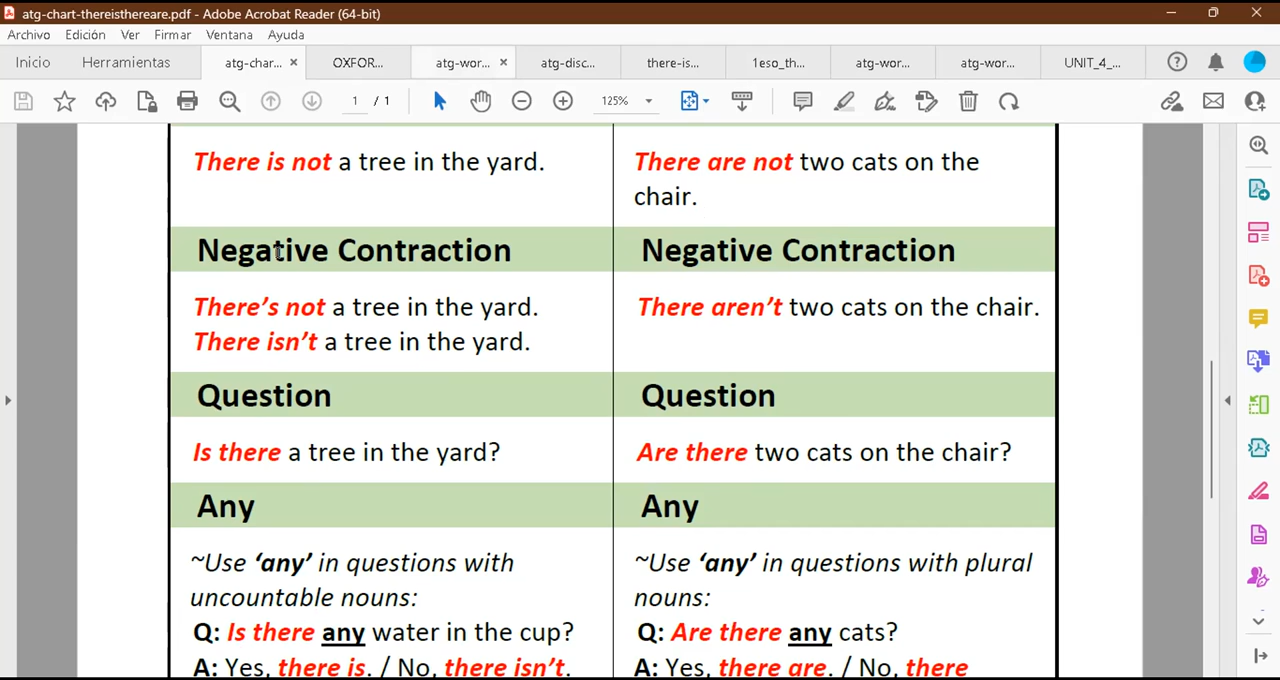 atg-chart-thereisthereare.pdf - Adobe Acrobat Reader (64-bit)
Archivo Edición Ver Firmar Ventana Ayuda
Inicio Herramientas atg-char... × OXFOR... atg-wor... × atg-disc... there-is... 1eso_th... atg-wor... atg-wor... UNIT_4_...
1 / 1 125%
There is not a tree in the yard.
There are not two cats on the
chair.
Negative Contraction
Negative Contraction
There's not a tree in the yard.
There isn't a tree in the yard.
There aren't two cats on the chair.
Question
Question
Is there a tree in the yard?
Are there two cats on the chair?
Any
Any
~Use 'any' in questions with
uncountable nouns:
Q: Is there any water in the cup?
A: Yes, there is. / No, there isn't.
~Use 'any' in questions with plural
nouns:
Q: Are there any cats?
A: Yes, there are. / No, there